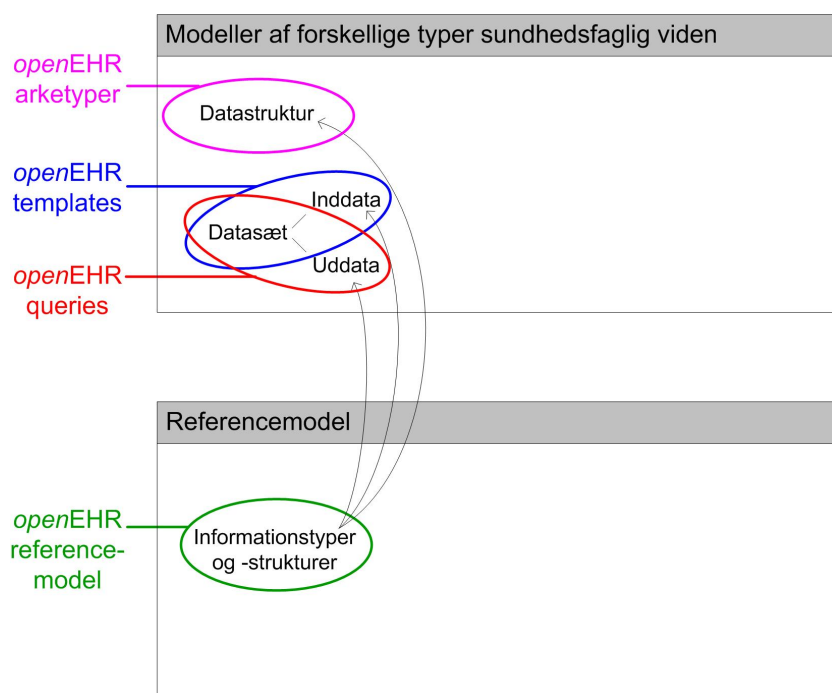 Modeller af forskellige typer sundhedsfaglig viden
openEHR
arketyper
Datastruktur
openEHR
templates
Inddata
Datasæt
Uddata
openEHR
queries
Referencemodel
openEHR
reference-
model
Informationstyper
og -strukturer